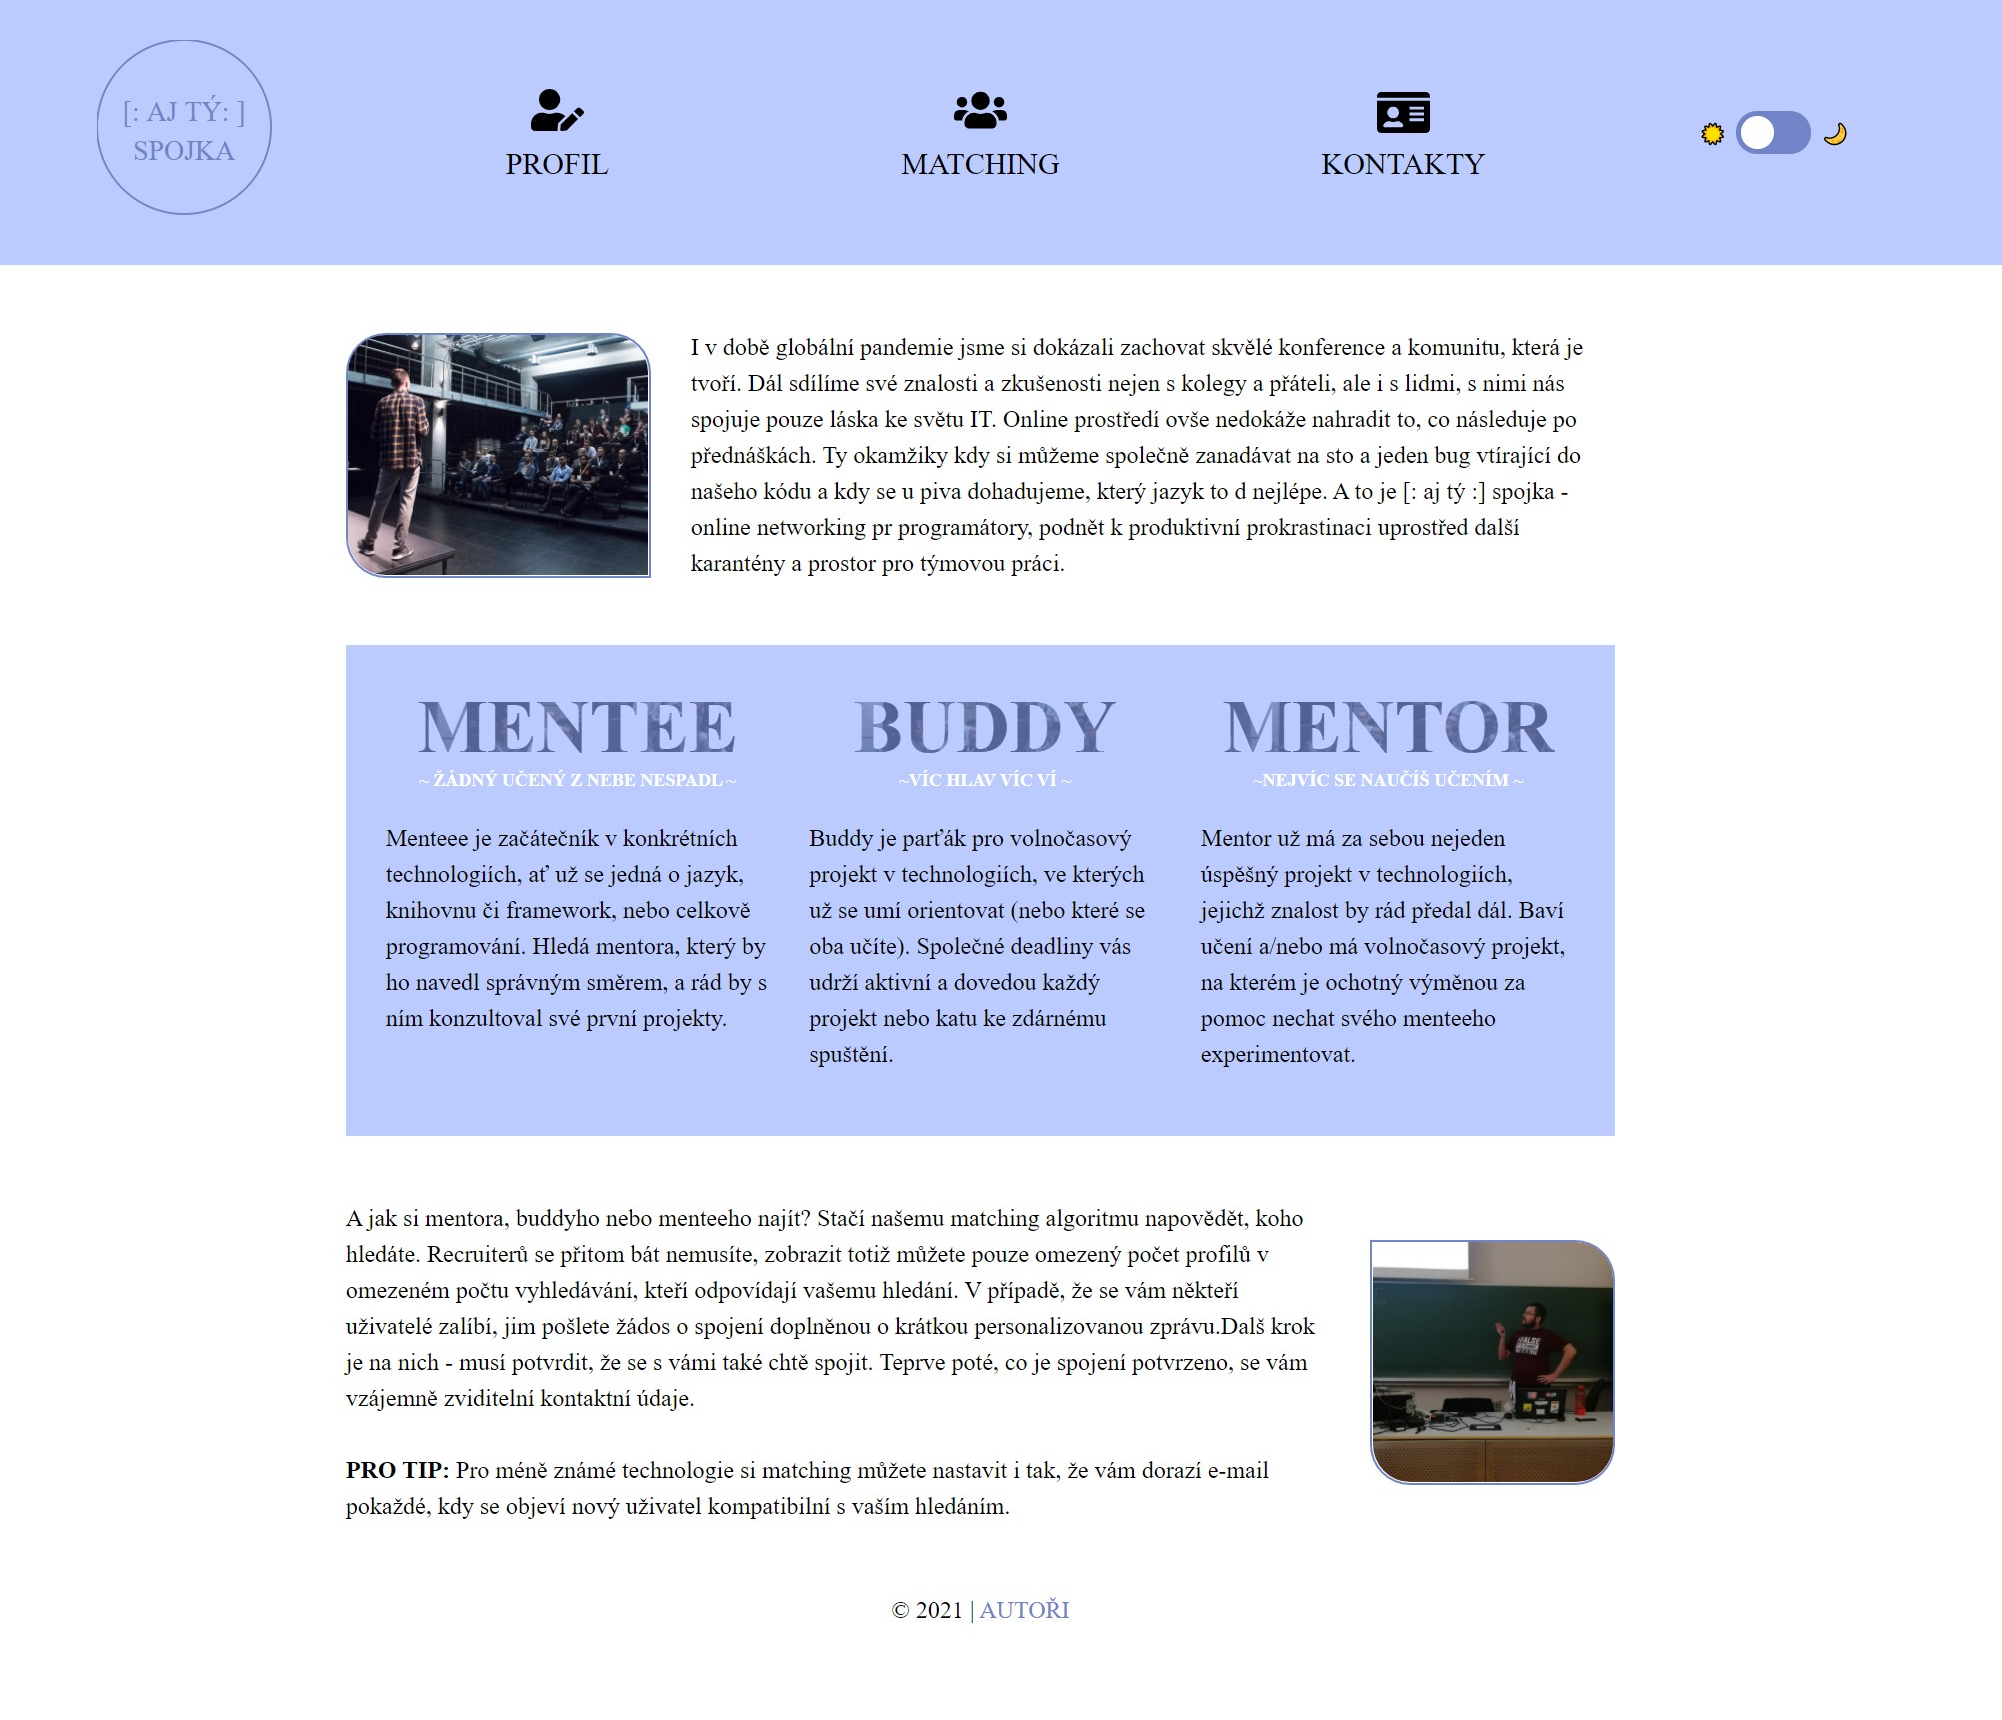 [: AJ TÝ: ]
SPOJKA
PROFIL
MATCHING
KONTAKTY
I v době globální pandemie jsme si dokázali zachovat skvělé konference a komunitu, která je
tvoří. Dál sdílíme své znalosti a zkušenosti nejen s kolegy a přáteli, ale i s lidmi, s nimi nás
spojuje pouze láska ke světu IT. Online prostředí ovše nedokáže nahradit to, co následuje po
přednáškách. Ty okamžiky kdy si můžeme společně zanadávat na sto a jeden bug vtírající do
našeho kódu a kdy se u piva dohadujeme, který jazyk to d nejlépe. A to je [: aj tý :] spojka -
online networking pr programátory, podnět k produktivní prokrastinaci uprostřed další
karantény a prostor pro týmovou práci.
MENTEE
~ ŽÁDNÝ UČENÝ Z NEBE NESPADL ~
Menteee je začátečník v konkrétních
technologiích, ať už se jedná o jazyk,
knihovnu či framework, nebo celkově
programování. Hledá mentora, který by
ho navedl správným směrem, a rád by s
ním konzultoval své první projekty.
BUDDY
~VÍC HLAV VÍC VÍ ~
Buddy je parťák pro volnočasový
projekt v technologiích, ve kterých
už se umí orientovat (nebo které se
oba učíte). Společné deadliny vás
udrží aktivní a dovedou každý
projekt nebo katu ke zdárnému
spuštění.
MENTOR
~NEJVÍC SE NAUČÍŠ UČENÍM ~
Mentor už má za sebou nejeden
úspěšný projekt v technologiích,
jejichž znalost by rád předal dál. Baví
učení a/nebo má volnočasový projekt,
na kterém je ochotný výměnou za
pomoc nechat svého menteeho
experimentovat.
A jak si mentora, buddyho nebo menteeho najít? Stačí našemu matching algoritmu napovědět, koho
hledáte. Recruiterů se přitom bát nemusíte, zobrazit totiž můžete pouze omezený počet profilů v
omezeném počtu vyhledávání, kteří odpovídají vašemu hledání. V případě, že se vám někteří
uživatelé zalíbí, jim pošlete žádos o spojení doplněnou o krátkou personalizovanou zprávu.Dalš krok
je na nich - musí potvrdit, že se s vámi také chtě spojit. Teprve poté, co je spojení potvrzeno, se vám
vzájemně zviditelní kontaktní údaje.
PRO TIP: Pro méně známé technologie si matching můžete nastavit i tak, že vám dorazí e-mail
pokaždé, kdy se objeví nový uživatel kompatibilní s vaším hledáním.
© 2021 | AUTOŘI